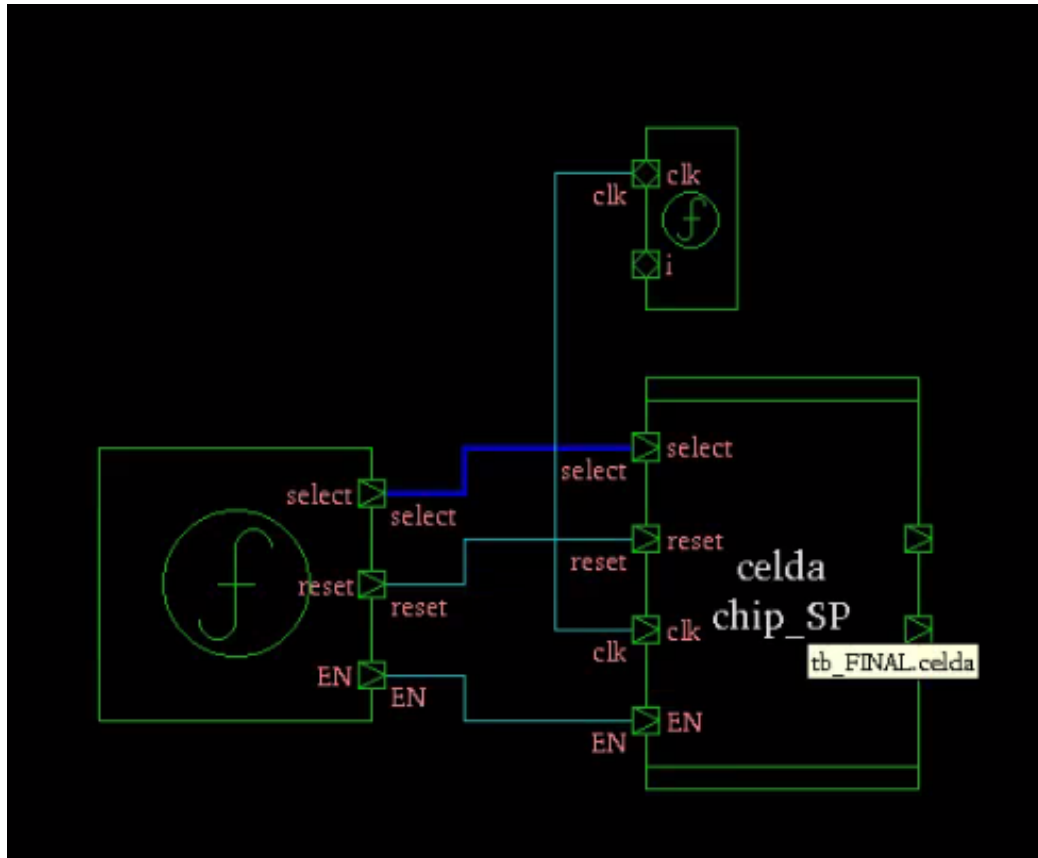 clk
clk
i
select
select
select
select
reset
reset
reset
reset
celda
chip_SP
clk
clk
tb_FINAL.celda
EN
EN
EN
EN